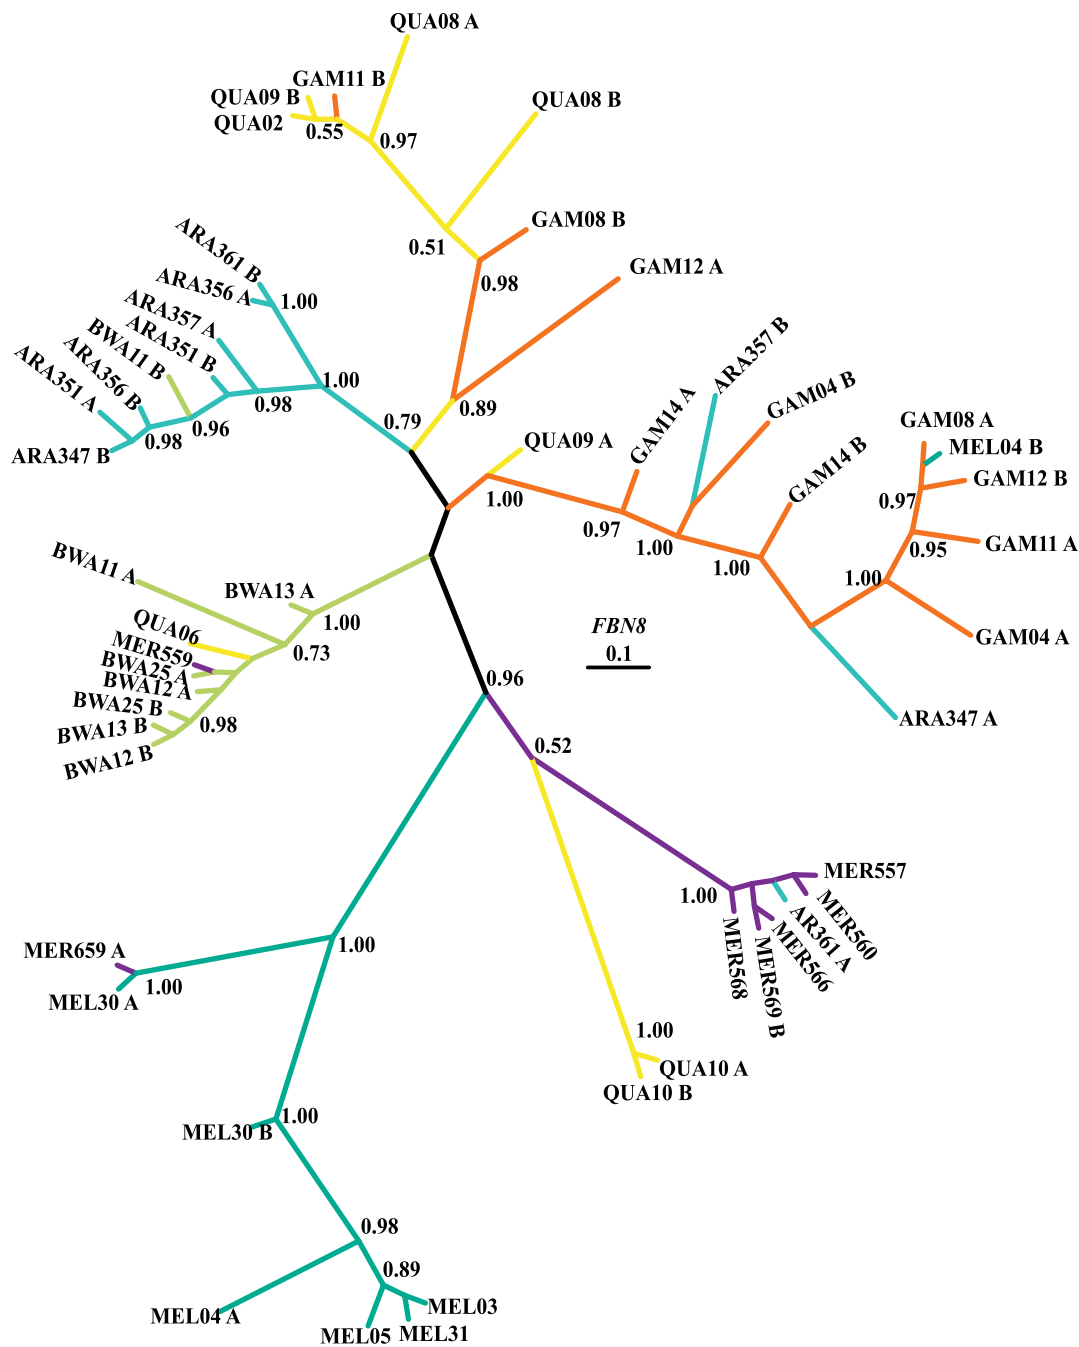 QUA08 A
GAM11 B
QUA09 B
QUA02
0.55
0.97
QUA08 B
GAM08 B
0.51
0.98
GAM12 A
0.89
ARA361 B
ARA356 A
1.00
ARA357 A
ARA351 B
BWA11 B
ARA356 B
ARA351 A
ARA347 B
0.98
0.96
0.98
1.00
0.79
QUA09 A
1.00
GAM14 A
0.97
ARA357 B
GAM04 B
1.00
GAM14 B
1.00
GAM08 A
MEL04 B
GAM12 B
0.97
GAM11 A
0.95
1.00
GAM04 A
ARA347 A
BWA11 A
BWA13 A
1.00
QUA06
0.73
MER559
BWA25 A
BWA12 A
BWA25 B
0.98
BWA13 B
BWA12 B
FBN8
0.1
0.96
0.52
MER557
1.00
MER560
AR361 A
MER566
MER569 B
MER568
1.00
QUA10 A
QUA10 B
MER659 A
MEL30 A
1.00
1.00
1.00
MEL30 B
0.98
0.89
MEL04 A
MEL03
MEL31
MEL05